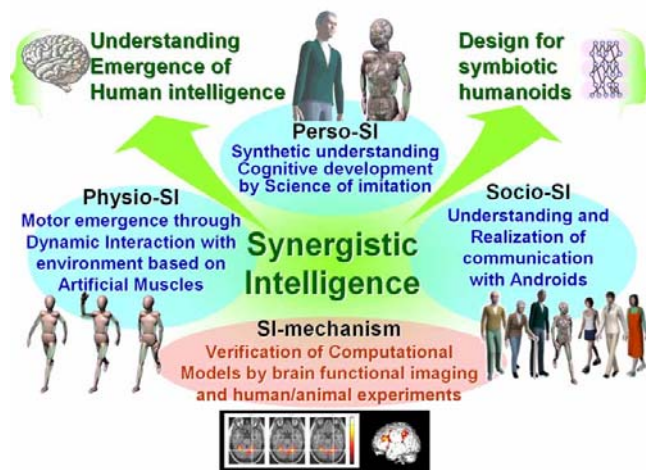 Understanding
Emergence of
Human intelligence
Design for
symbiotic
humanoids
Perso-SI
Synthetic understanding
Cognitive development
by Science of imitation
Physio-SI
Motor emergence through
Dynamic Interaction with
environment based on
Artificial Muscles
Synergistic
Intelligence
Socio-SI
Understanding and
Realization of
communication
with Androids
SI-mechanism
Verification of Computational
Models by brain functional imaging
and human/animal experiments